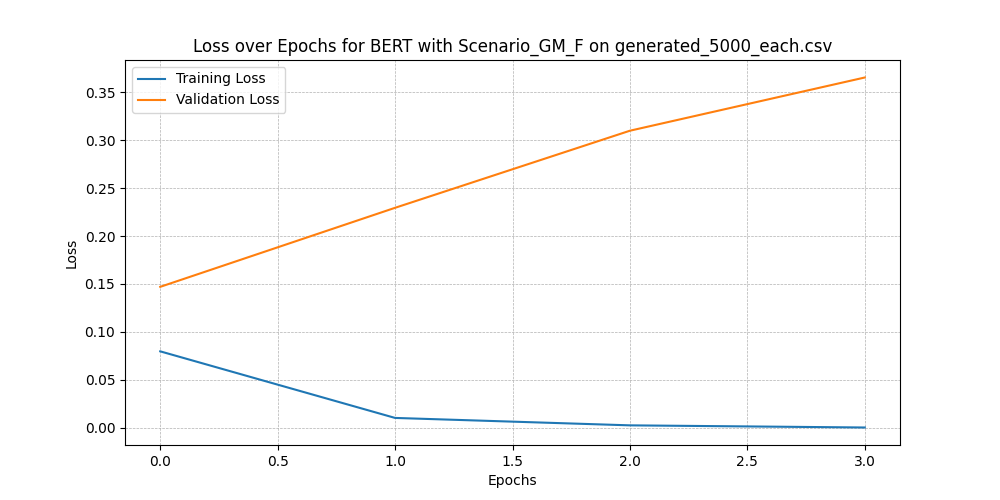 Loss over Epochs for BERT with Scenario_GM_F on generated_5000_each.csv
Training Loss
Validation Loss
0.35
0.30
0.25
0.20
0.15
0.10
0.05
0.00
Loss
0.0 0.5 1.0 1.5 2.0 2.5 3.0
Epochs